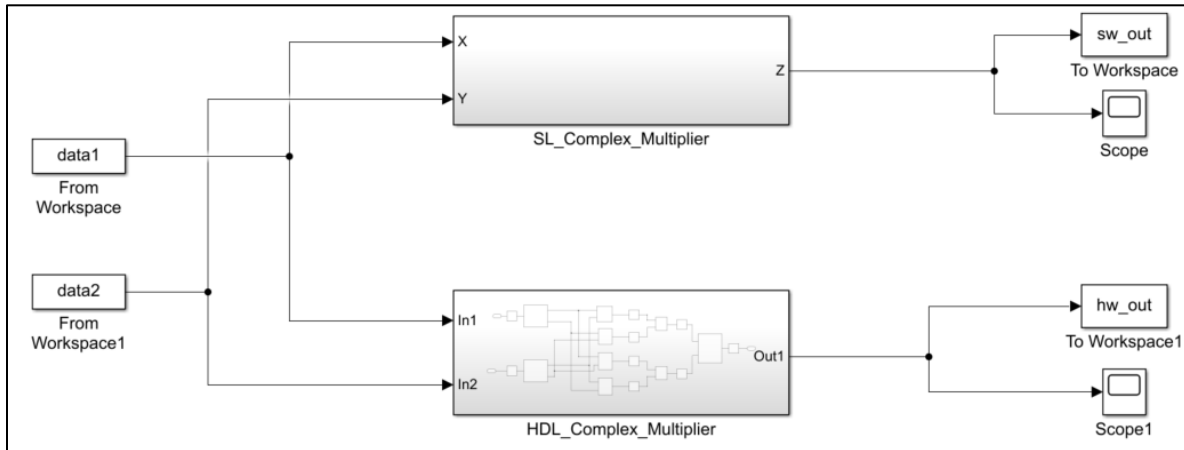 X
Y
Z
SL_Complex_Multiplier
sw_out
To Workspace
Scope
data1
From
Workspace
data2
From
Workspace1
In1
In2
Out1
HDL_Complex_Multiplier
hw_out
To Workspace1
Scope1